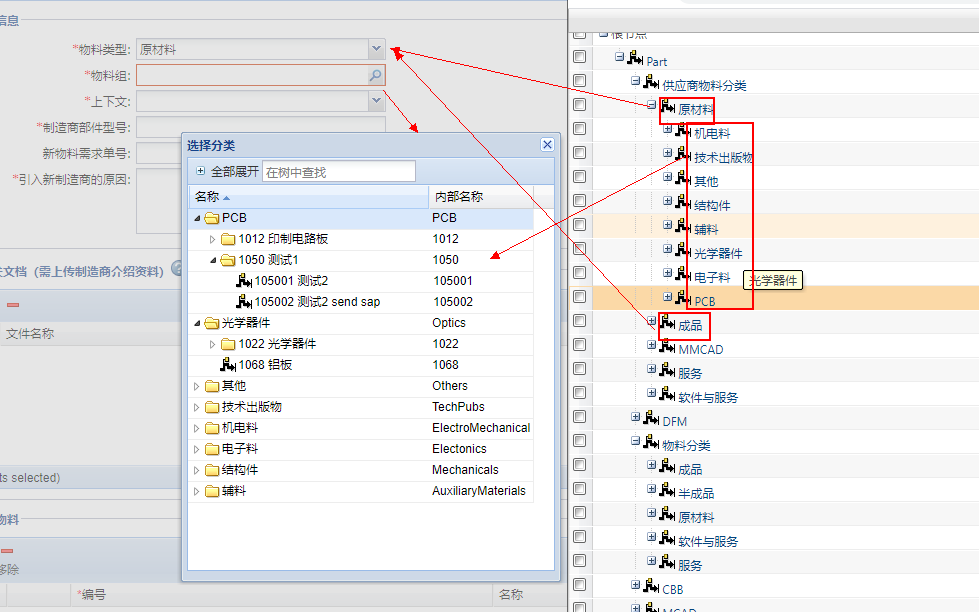 信息
*物料类型: 原材料
*物料组:
*上下文:
*制造商部件型号:
新物料需求单号:
*引入新制造商的原因:
文档（需上传制造商介绍资料）
文件名称
ts selected)
物料
移除
*编号 名称
选择分类
全部展开 在树中查找
名称 内部名称
PCB PCB
1012 印制电路板 1012
1050 测试1 1050
105001 测试2 105001
105002 测试2 send sap 105002
光学器件 Optics
1022 光学器件 1022
1068 铝板 1068
其他 Others
技术出版物 TechPubs
机电料 ElectroMechanical
电子料 Electonics
结构件 Mechanicals
辅料 AuxiliaryMaterials
根节点
Part
供应商物料分类
原材料
机电料
技术出版物
其他
结构件
辅料
光学器件
电子料
光学器件
PCB
成品
MMCAD
服务
软件与服务
DFM
物料分类
成品
半成品
原材料
软件与服务
服务
CBB
MCAD